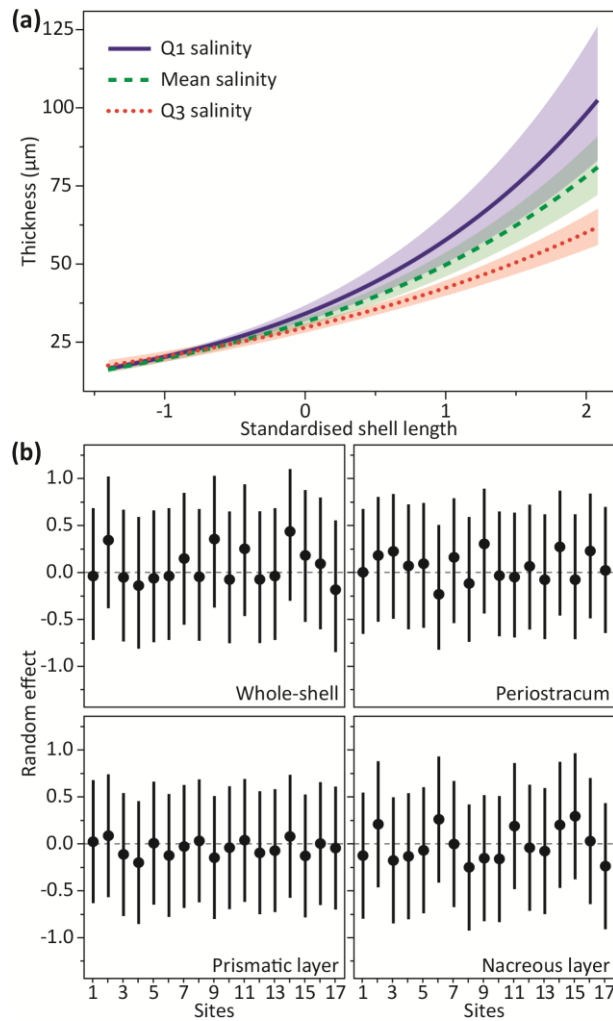 (a)
125
100
75
50
25
Thickness (µm)
Q1 salinity
Mean salinity
Q3 salinity
-1 0 1 2
Standardised shell length
(b)
1.0
0.5
0.0
-0.5
-1.0
Whole-shell
Periostracum
Random effect
1.0
0.5
0.0
-0.5
-1.0
Prismatic layer
Nacreous layer
1 3 5 7 9 11 13 15 17
1 3 5 7 9 11 13 15 17
Sites
Sites